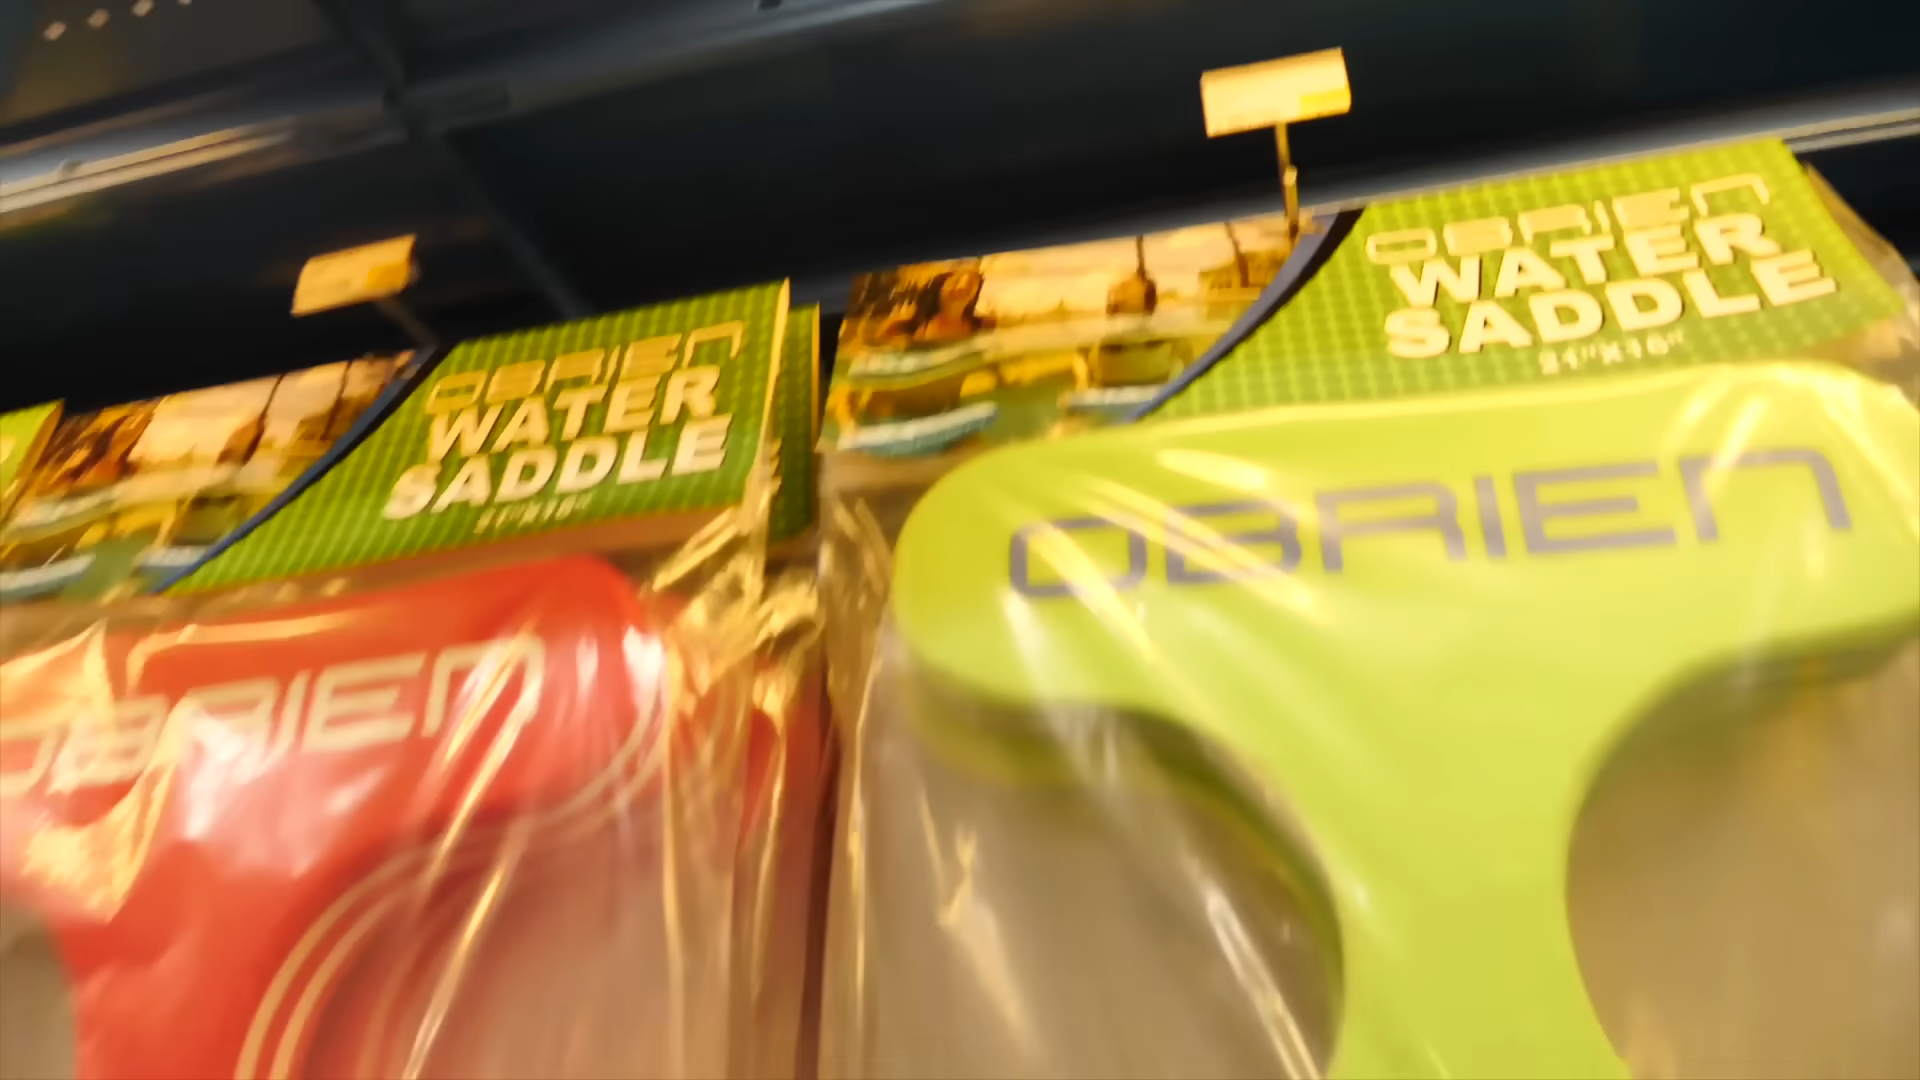 OBRIEN
WATER
SADDLE
OBRIEN
OBRIEN
WATER
SADDLE
OBRIEN